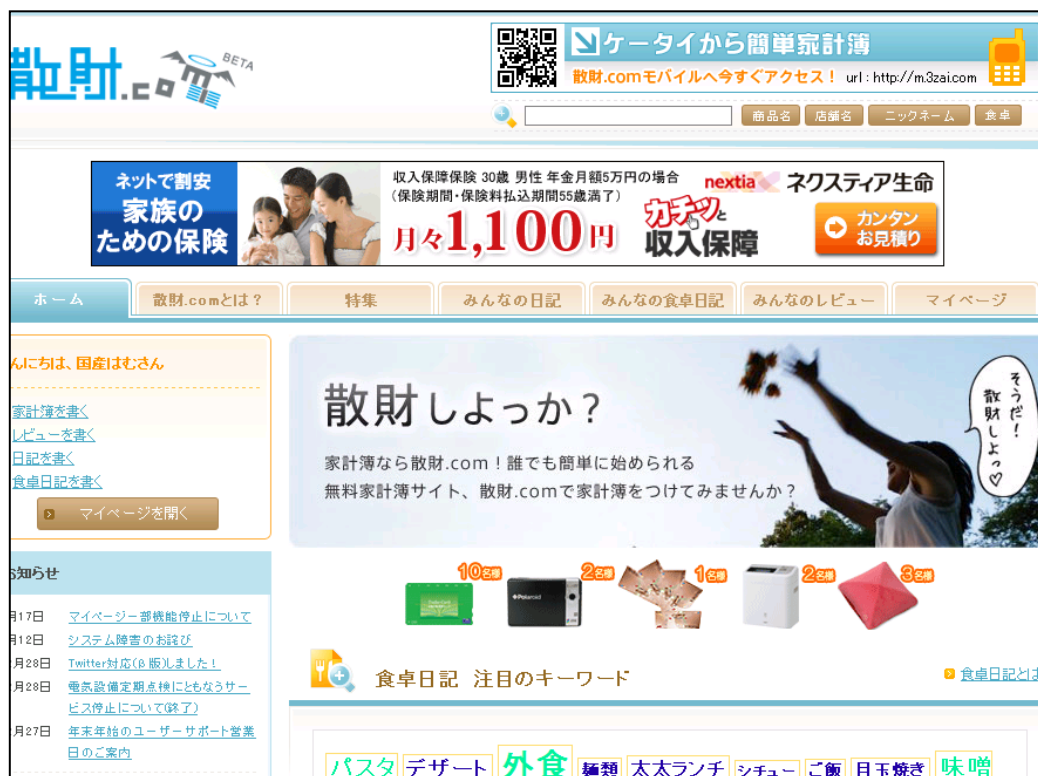 散財.com BETA
ケータイから簡単家計簿
散財.comモバイルへ今すぐアクセス！ url : http://m.3zai.com
商品名 店舗名 ニックネーム 食卓
ネットで割安
家族の
ための保険
収入保障保険 30歳 男性 年金月額5万円の場合
(保険期間・保険料払込期間55歳満了)
月々1,100円
nextia ネクスティア生命
カチッと
収入保障
カンタン
お見積り
ホーム 散財.comとは？ 特集 みんなの日記 みんなの食卓日記 みんなのレビュー マイページ
んにちは、国産はむさん
家計簿を書く
レビューを書く
日記を書く
食卓日記を書く
マイページを開く
散財しよっか？
家計簿なら散財.com！誰でも簡単に始められる
無料家計簿サイト、散財.comで家計簿をつけてみませんか？
そうだ！
散財しよっ♡
10名様 2名様 1名様 2名様 3名様
Polaroid
お知らせ
月17日 マイページ一部機能停止について
月12日 システム障害のお詫び
月28日 Twitter対応(β版)しました！
月28日 電気設備定期点検にともなうサー
ビス停止について(終了)
月27日 年末年始のユーザーサポート営業
日のご案内
食卓日記 注目のキーワード
食卓日記とは
パスタ デザート 外食 麺類 太太ランチ シチュー ご飯 目玉焼き 味噌